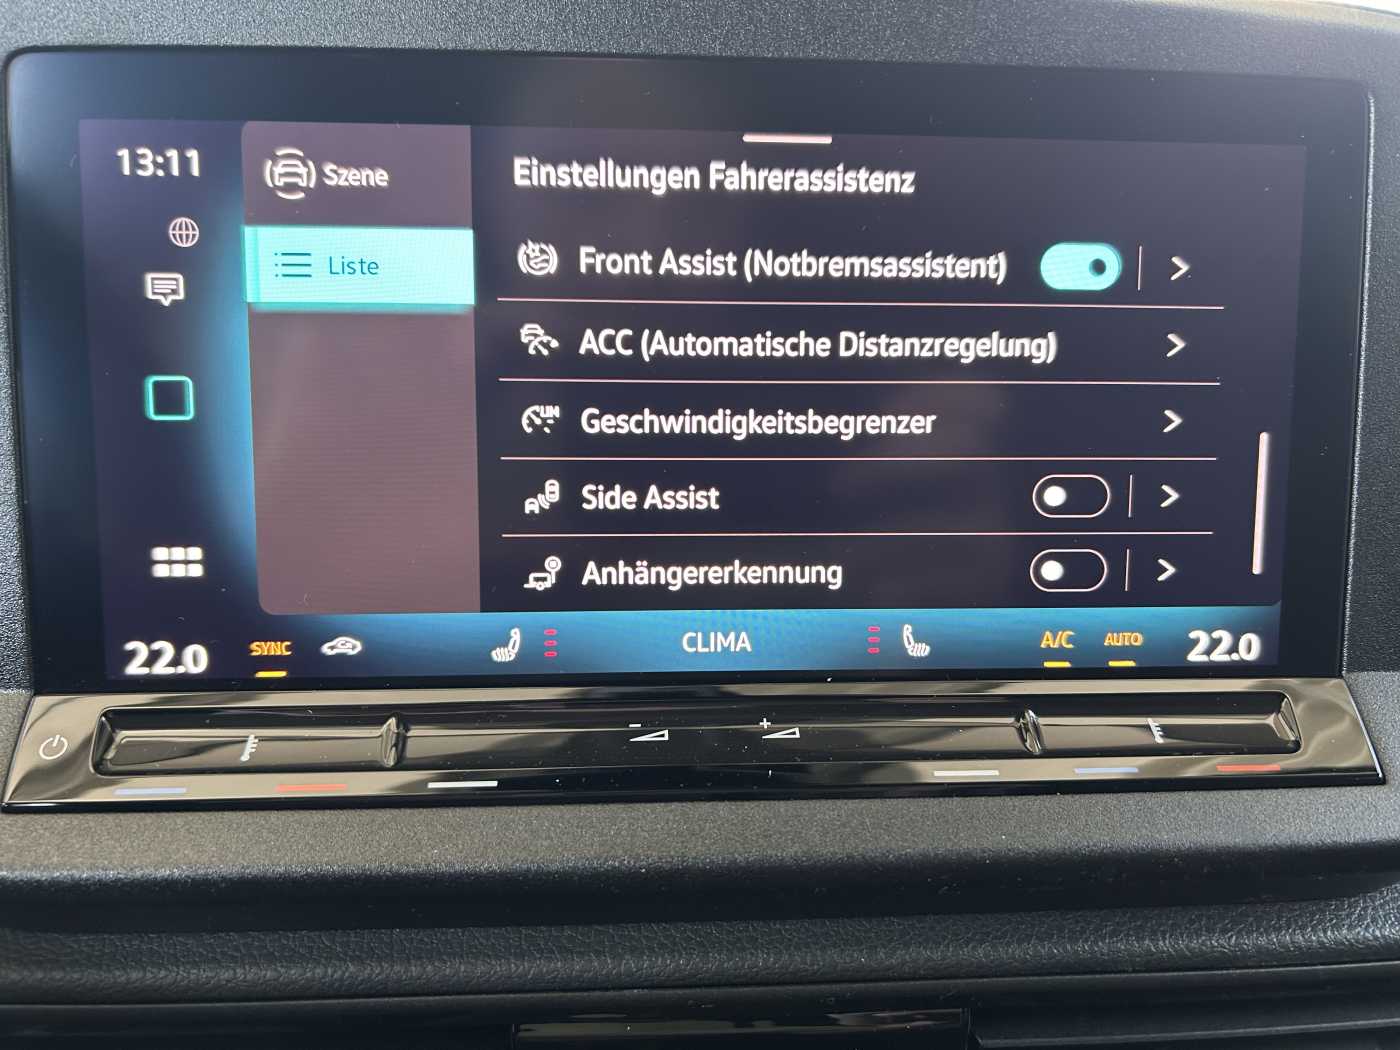 13:11
Szene
Liste
Einstellungen Fahrerassistenz
Front Assist (Notbremsassistent)
ACC (Automatische Distanzregelung)
LIM
Geschwindigkeitsbegrenzer
Side Assist
Anhängererkennung
22.0 SYNC CLIMA A/C AUTO 22.0
- +